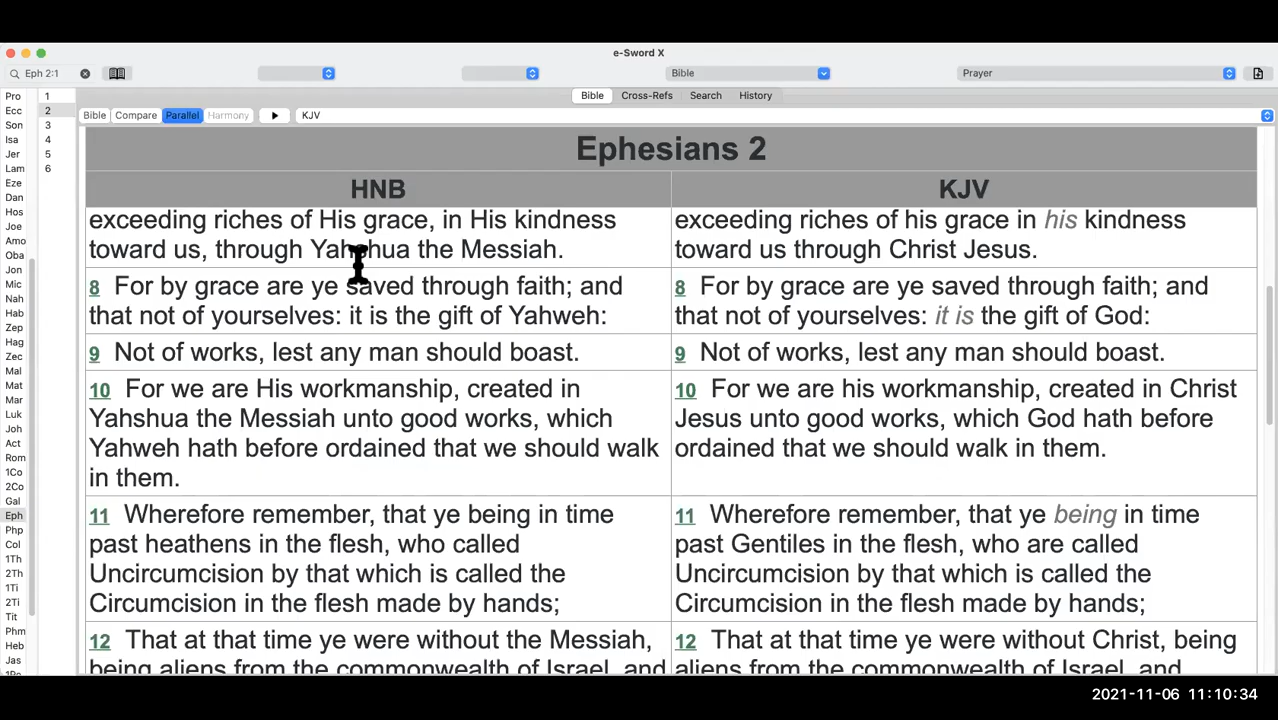 e-Sword X
Eph 2:1
Bible
Prayer
Bible Cross-Refs Search History
Bible Compare Parallel Harmony KJV
Pro
Ecc
Son
Isa
Jer
Lam
Eze
Dan
Hos
Joe
Amo
Oba
Jon
Mic
Nah
Hab
Zep
Hag
Zec
Mal
Mat
Mar
Luk
Joh
Act
Rom
1Co
2Co
Gal
Eph
Php
Col
1Th
2Th
1Ti
2Ti
Tit
Phm
Heb
Jas
1
2
3
4
5
6
Ephesians 2
HNB
exceeding riches of His grace, in His kindness
toward us, through Yahshua the Messiah.
8 For by grace are ye saved through faith; and
that not of yourselves: it is the gift of Yahweh:
9 Not of works, lest any man should boast.
10 For we are His workmanship, created in
Yahshua the Messiah unto good works, which
Yahweh hath before ordained that we should walk
in them.
11 Wherefore remember, that ye being in time
past heathens in the flesh, who called
Uncircumcision by that which is called the
Circumcision in the flesh made by hands;
12 That at that time ye were without the Messiah,
being aliens from the commonwealth of Israel, and
KJV
exceeding riches of his grace in his kindness
toward us through Christ Jesus.
8 For by grace are ye saved through faith; and
that not of yourselves: it is the gift of God:
9 Not of works, lest any man should boast.
10 For we are his workmanship, created in Christ
Jesus unto good works, which God hath before
ordained that we should walk in them.
11 Wherefore remember, that ye being in time
past Gentiles in the flesh, who are called
Uncircumcision by that which is called the
Circumcision in the flesh made by hands;
12 That at that time ye were without Christ, being
aliens from the commonwealth of Israel, and
2021-11-06 11:10:34